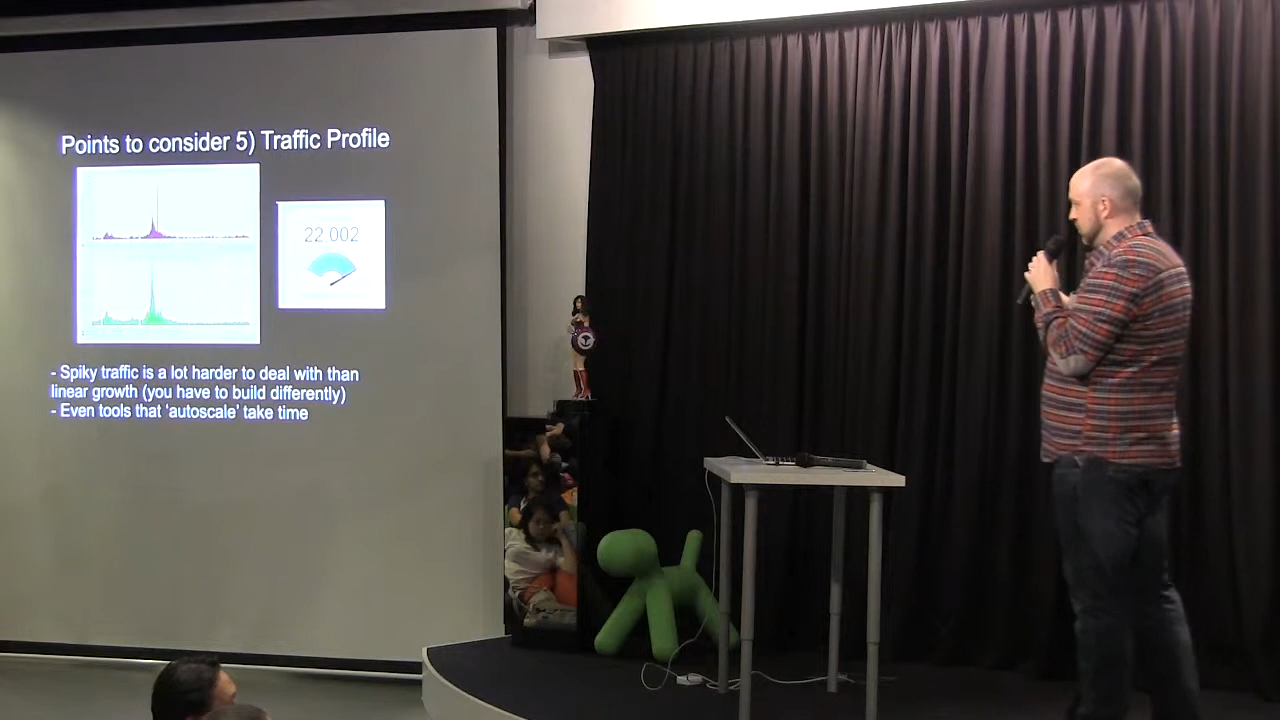 Points to consider 5) Traffic Profile
22 002
- Spiky traffic is a lot harder to deal with than
linear growth (you have to build differently)
- Even tools that 'autoscale' take time